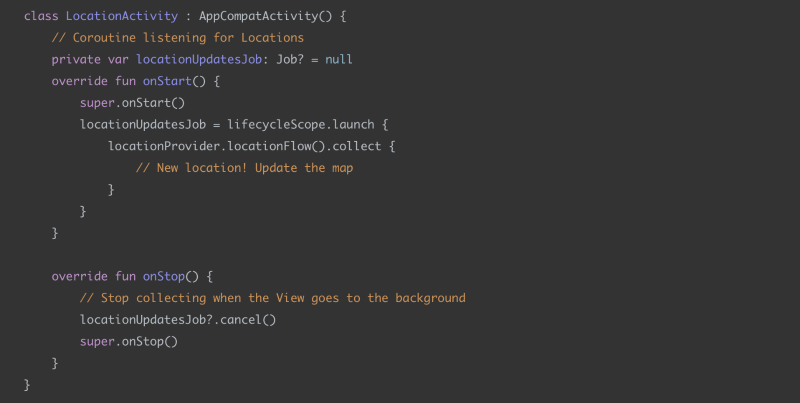 class LocationActivity : AppCompatActivity() {
    // Coroutine listening for Locations
    private var locationUpdatesJob: Job? = null
    override fun onStart() {
        super.onStart()
        locationUpdatesJob = lifecycleScope.launch {
            locationProvider.locationFlow().collect {
                // New location! Update the map
            }
        }
    }

    override fun onStop() {
        // Stop collecting when the View goes to the background
        locationUpdatesJob?.cancel()
        super.onStop()
    }
}